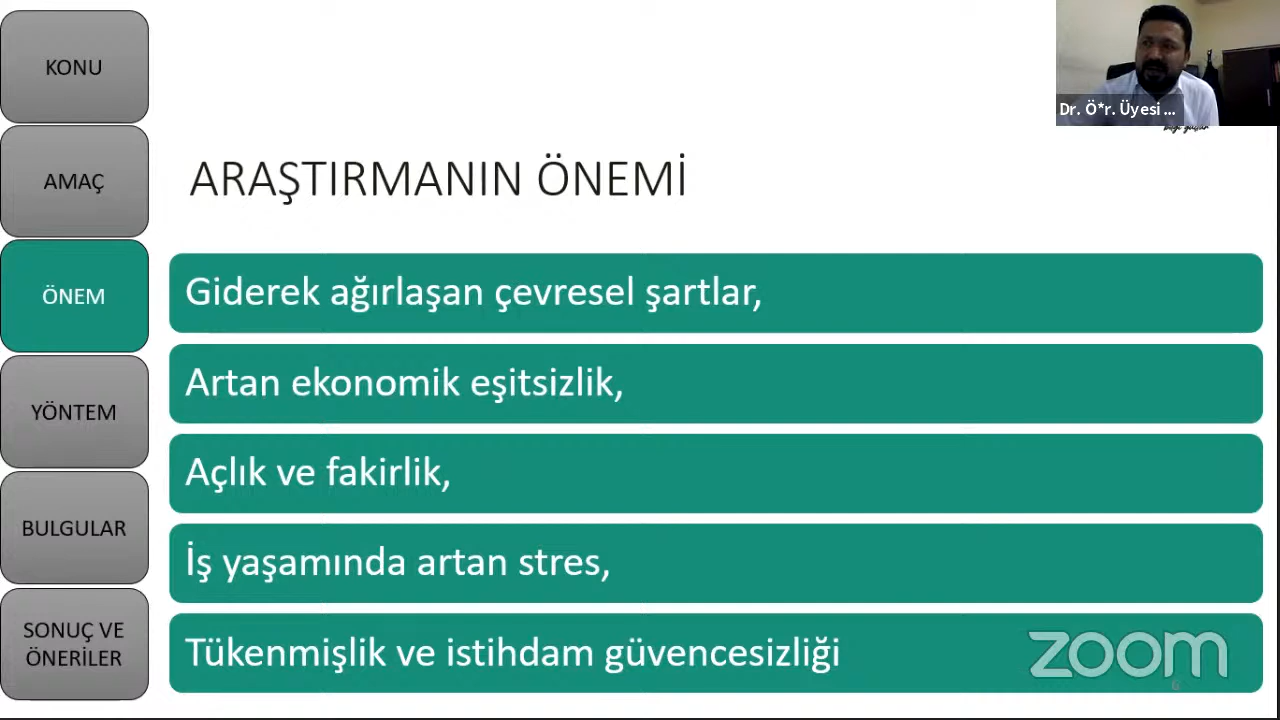 KONU
AMAÇ
ÖNEM
YÖNTEM
BULGULAR
SONUÇ VE
ÖNERİLER
Dr. Ö*r. Üyesi ...
ARAŞTIRMANIN ÖNEMİ
Giderek ağırlaşan çevresel şartlar,
Artan ekonomik eşitsizlik,
Açlık ve fakirlik,
İş yaşamında artan stres,
Tükenmişlik ve istihdam güvencesizliği
zoom
6